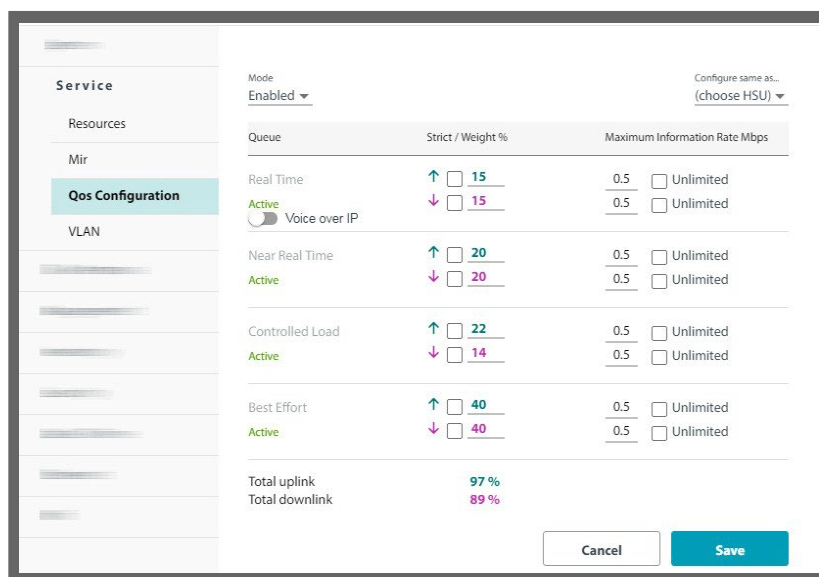 Service
Resources
Mir
Qos Configuration
VLAN
Mode
Enabled
Configure same as...
(choose HSU)
Queue Strict / Weight % Maximum Information Rate Mbps
Real Time 15 0.5 Unlimited
Active 15 0.5 Unlimited
Voice over IP
Near Real Time 20 0.5 Unlimited
Active 20 0.5 Unlimited
Controlled Load 22 0.5 Unlimited
Active 14 0.5 Unlimited
Best Effort 40 0.5 Unlimited
Active 40 0.5 Unlimited
Total uplink 97 %
Total downlink 89 %
Cancel Save